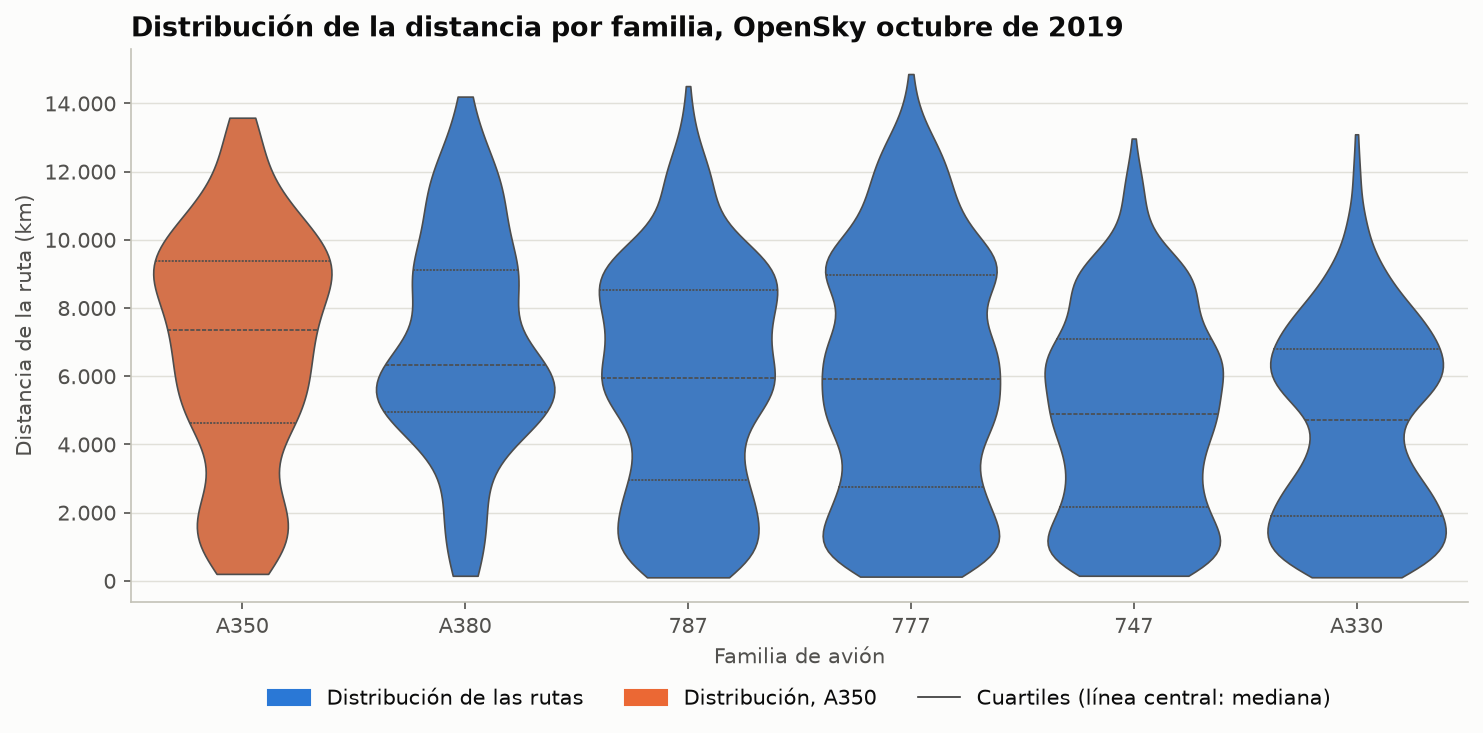 Distribución de la distancia por familia, OpenSky octubre de 2019
Distancia de la ruta (km)
14.000
12.000
10.000
8.000
6.000
4.000
2.000
0
A350 A380 787 777 747 A330
Familia de avión
Distribución de las rutas Distribución, A350 Cuartiles (línea central: mediana)